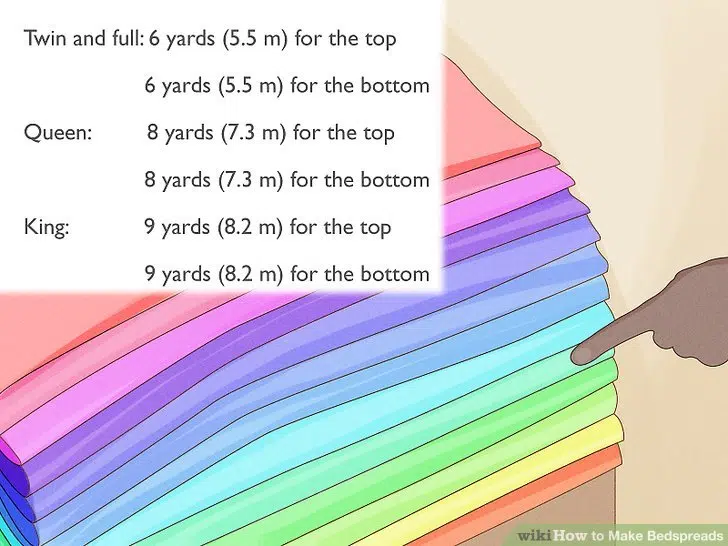 Twin and full: 6 yards (5.5 m) for the top
6 yards (5.5 m) for the bottom
Queen: 8 yards (7.3 m) for the top
8 yards (7.3 m) for the bottom
King: 9 yards (8.2 m) for the top
9 yards (8.2 m) for the bottom
wikiHow to Make Bedspreads